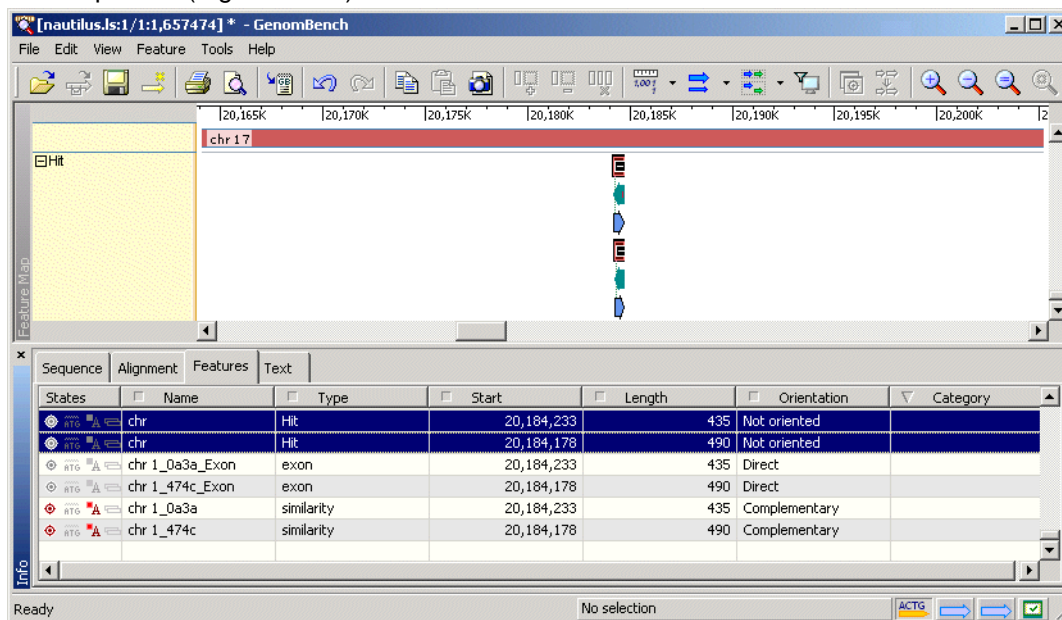 [nautilus.ls:1/1:1,657474] * - GenomBench
File Edit View Feature Tools Help
20,165K 20,170K 20,175K 20,180K 20,185K 20,190K 20,195K 20,200K
chr 17
Hit
Feature Map
Sequence Alignment Features Text
States Name Type Start Length Orientation Category
chr Hit 20,184,233 435 Not oriented
chr Hit 20,184,178 490 Not oriented
chr 1_0a3a_Exon exon 20,184,233 435 Direct
chr 1_474c_Exon exon 20,184,178 490 Direct
chr 1_0a3a similarity 20,184,233 435 Complementary
chr 1_474c similarity 20,184,178 490 Complementary
Info
Ready No selection ACTG